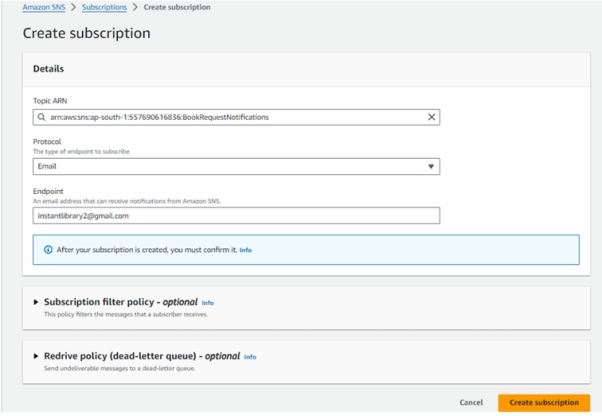 Amazon SNS > Subscriptions > Create subscription
Create subscription
Details
Topic ARN
arn:aws:sns:ap-south-1:557690616836:BookRequestNotifications
Protocol
The type of endpoint to subscribe
Email
Endpoint
An email address that can receive notifications from Amazon SNS.
instantlibrary2@gmail.com
After your subscription is created, you must confirm it. Info
Subscription filter policy - optional Info
This policy filters the messages that a subscriber receives.
Redrive policy (dead-letter queue) - optional Info
Send undeliverable messages to a dead-letter queue.
Cancel Create subscription